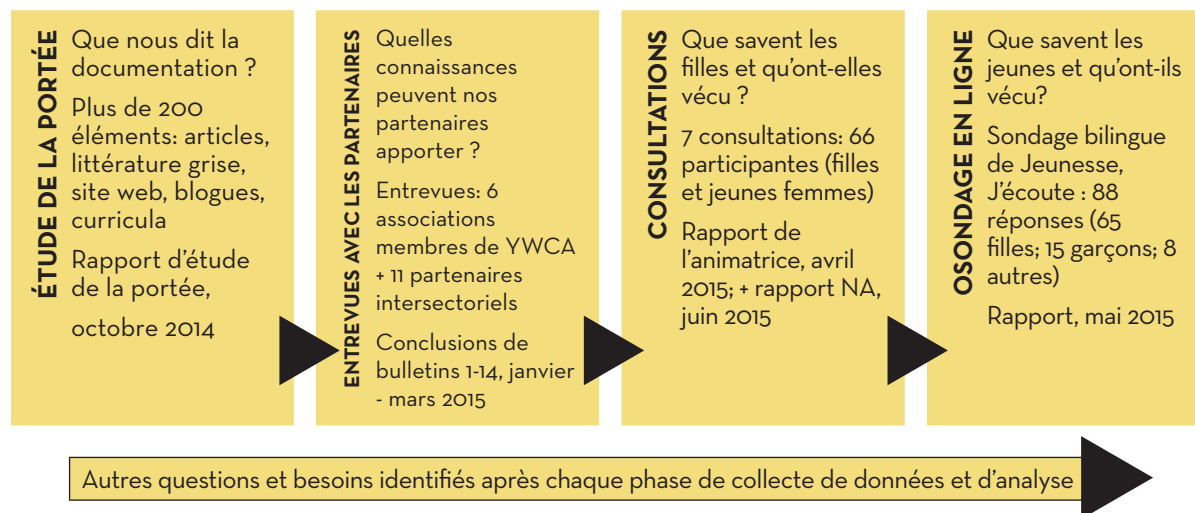 ÉTUDE DE LA PORTÉE
Que nous dit la
documentation ?
Plus de 200
éléments: articles,
littérature grise,
site web, blogues,
curricula
Rapport d'étude
de la portée,
octobre 2014
ENTREVUES AVEC LES PARTENAIRES
Quelles
connaissances
peuvent nos
partenaires
apporter ?
Entrevues: 6
associations
membres de YWCA
+ 11 partenaires
intersectoriels
Conclusions de
bulletins 1-14, janvier
- mars 2015
CONSULTATIONS
Que savent les
filles et qu'ont-elles
vécu ?
7 consultations: 66
participantes (filles
et jeunes femmes)
Rapport de
l'animatrice, avril
2015; + rapport NA,
juin 2015
OSONDAGE EN LIGNE
Que savent les
jeunes et qu'ont-ils
vécu?
Sondage bilingue
de Jeunesse,
J'écoute : 88
réponses (65
filles; 15 garçons; 8
autres)
Rapport, mai 2015
Autres questions et besoins identifiés après chaque phase de collecte de données et d'analyse